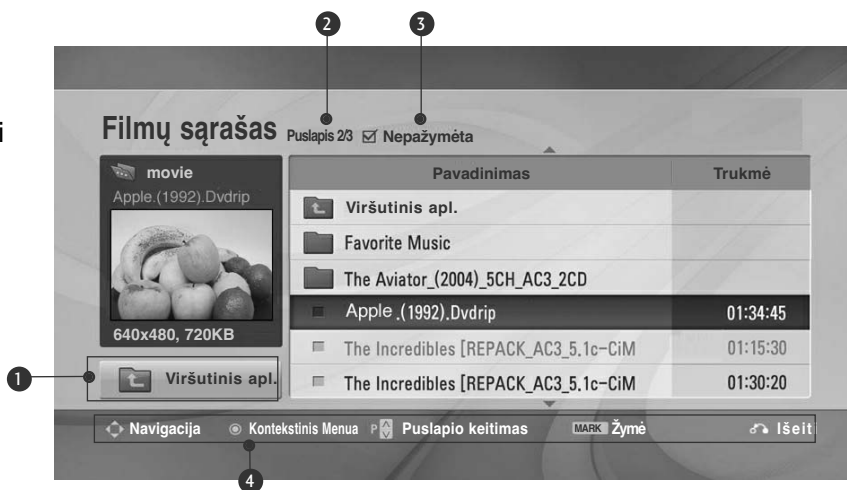 2 3
i
Filmų sąrašas Puslapis 2/3 Nepažymėta
movie
Apple.(1992).Dvdrip
640x480, 720KB
1
Viršutinis apl.
Pavadinimas Trukmė
Viršutinis apl.
Favorite Music
The Aviator_(2004)_5CH_AC3_2CD
Apple .(1992).Dvdrip 01:34:45
The Incredibles [REPACK_AC3_5.1c-CiM 01:15:30
The Incredibles [REPACK_AC3_5.1c-CiM 01:30:20
Navigacija Kontekstinis Menua P Puslapio keitimas MARK Žymė Išeiti
4